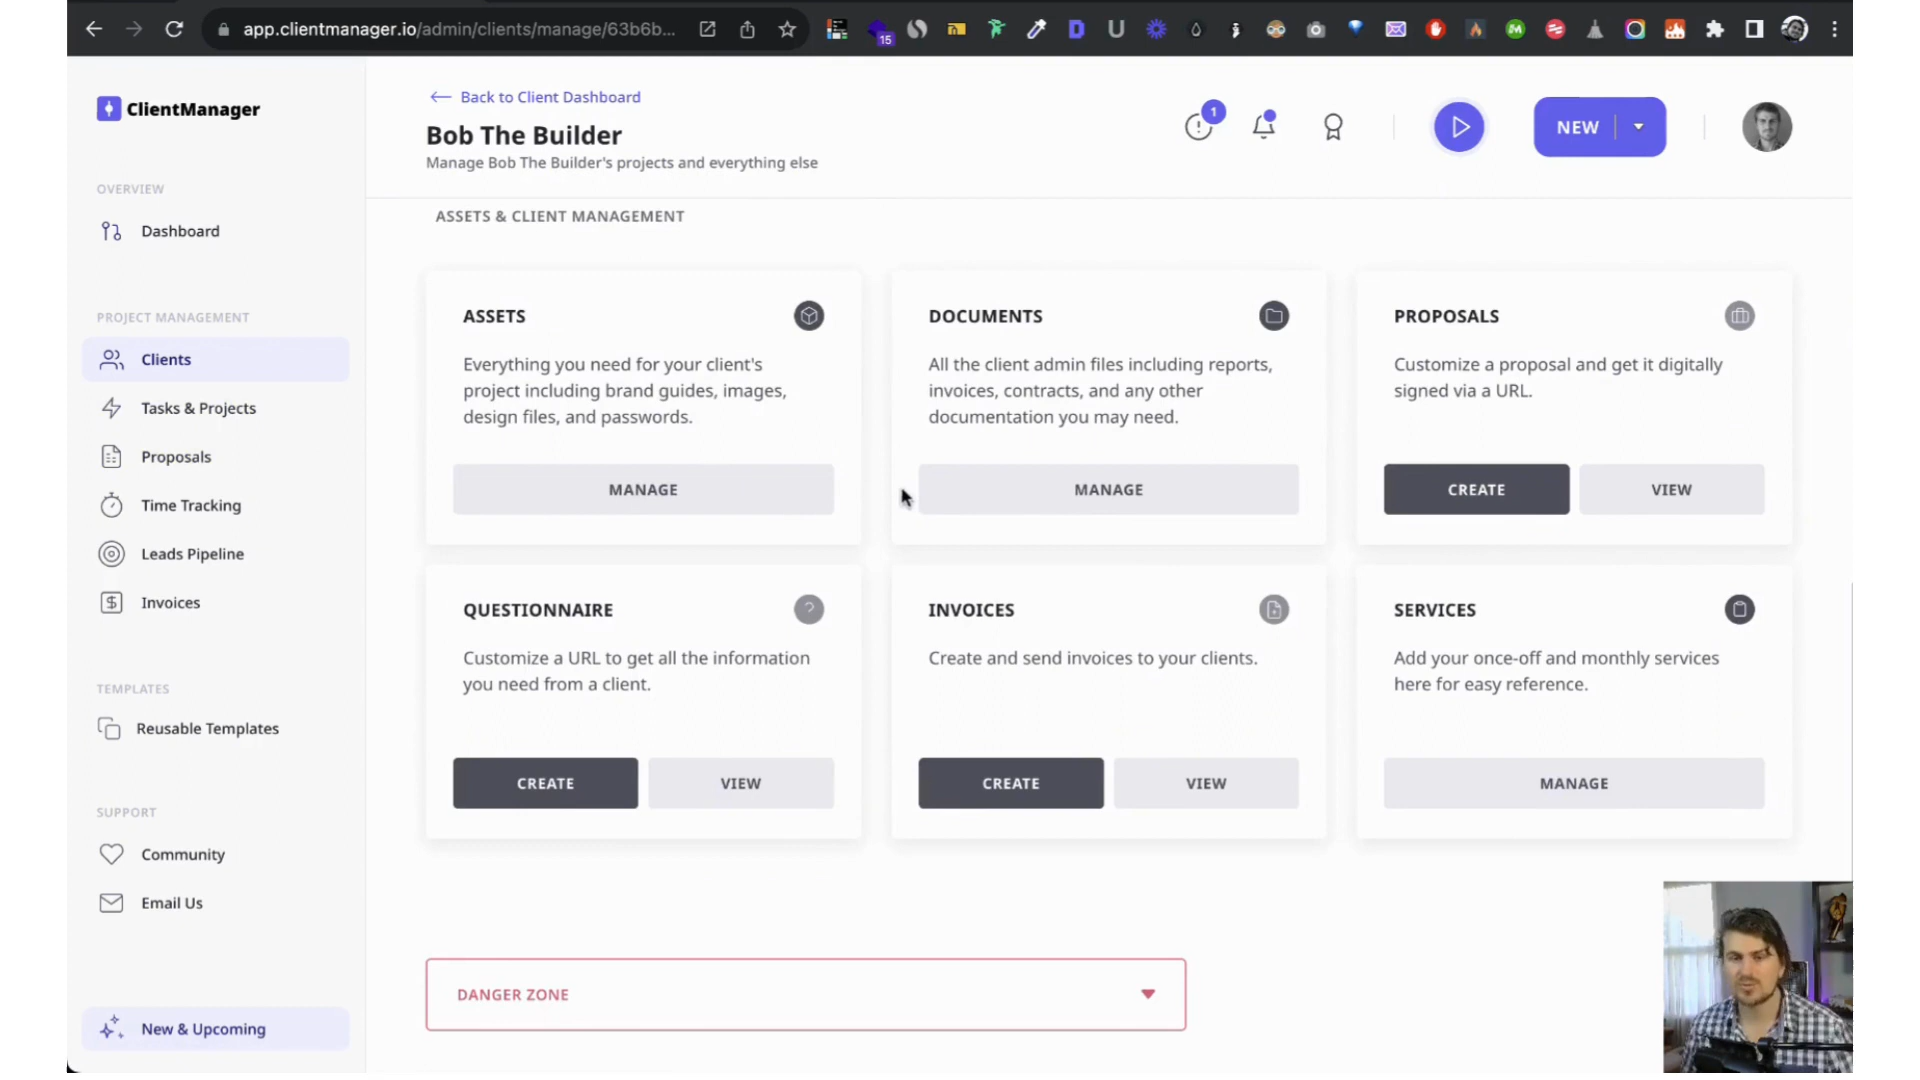 app.clientmanager.io/admin/clients/manage/63b6b...
15
ClientManager
OVERVIEW
Dashboard
PROJECT MANAGEMENT
Clients
Tasks & Projects
Proposals
Time Tracking
Leads Pipeline
Invoices
TEMPLATES
Reusable Templates
SUPPORT
Community
Email Us
New & Upcoming
Back to Client Dashboard
Bob The Builder
Manage Bob The Builder's projects and everything else
1
NEW
ASSETS & CLIENT MANAGEMENT
ASSETS
Everything you need for your client's
project including brand guides, images,
design files, and passwords.
MANAGE
DOCUMENTS
All the client admin files including reports,
invoices, contracts, and any other
documentation you may need.
MANAGE
PROPOSALS
Customize a proposal and get it digitally
signed via a URL.
CREATE
VIEW
QUESTIONNAIRE
Customize a URL to get all the information
you need from a client.
CREATE
VIEW
INVOICES
Create and send invoices to your clients.
CREATE
VIEW
SERVICES
Add your once-off and monthly services
here for easy reference.
MANAGE
DANGER ZONE